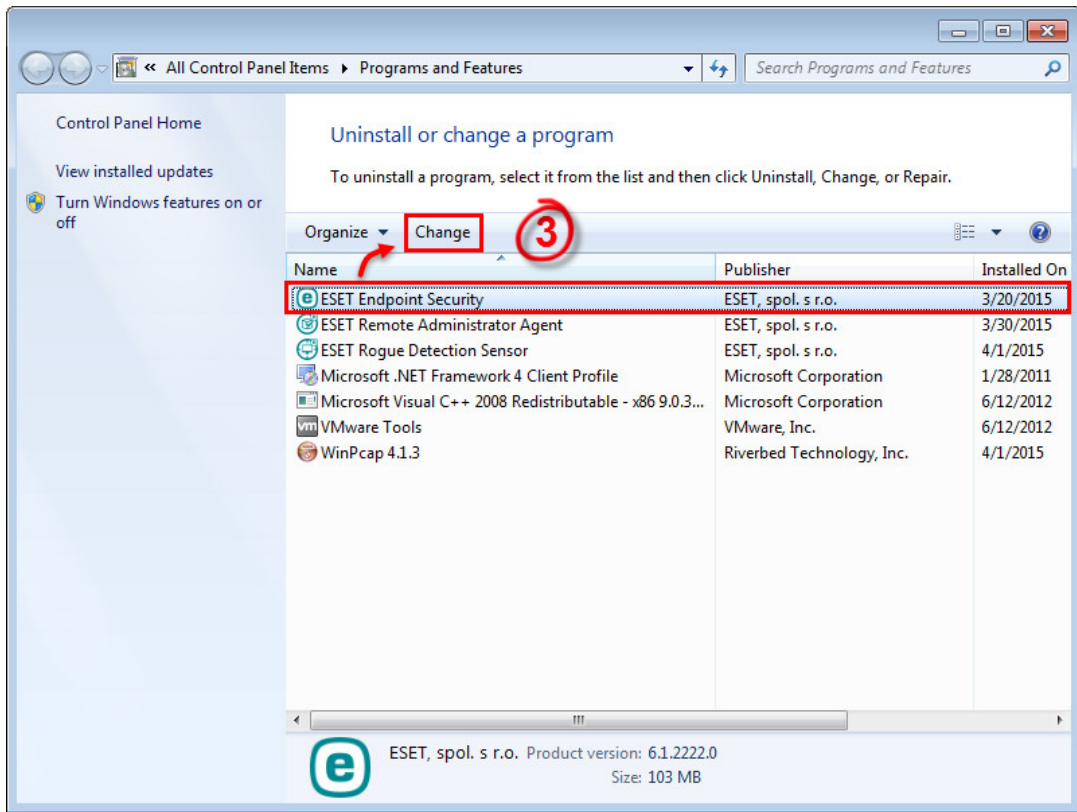 « All Control Panel Items ▸ Programs and Features
Search Programs and Features
Control Panel Home
View installed updates
Turn Windows features on or
off
Uninstall or change a program
To uninstall a program, select it from the list and then click Uninstall, Change, or Repair.
Organize Change 3
Name Publisher Installed On
ESET Endpoint Security ESET, spol. s r.o. 3/20/2015
ESET Remote Administrator Agent ESET, spol. s r.o. 3/30/2015
ESET Rogue Detection Sensor ESET, spol. s r.o. 4/1/2015
Microsoft .NET Framework 4 Client Profile Microsoft Corporation 1/28/2011
Microsoft Visual C++ 2008 Redistributable - x86 9.0.3... Microsoft Corporation 6/12/2012
VMware Tools VMware, Inc. 6/12/2012
WinPcap 4.1.3 Riverbed Technology, Inc. 4/1/2015
ESET, spol. s r.o. Product version: 6.1.2222.0
Size: 103 MB